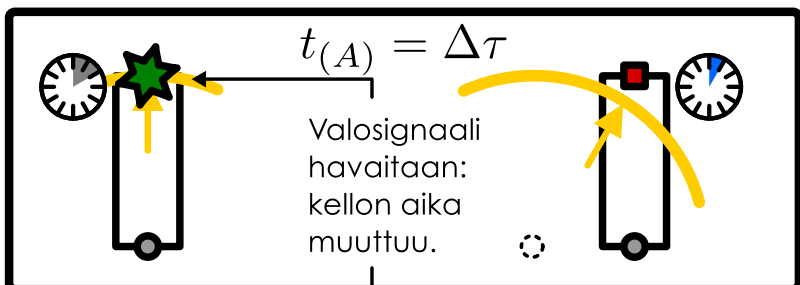 t(A) = Δτ
Valosignaali
havaitaan:
kellon aika
muuttuu.